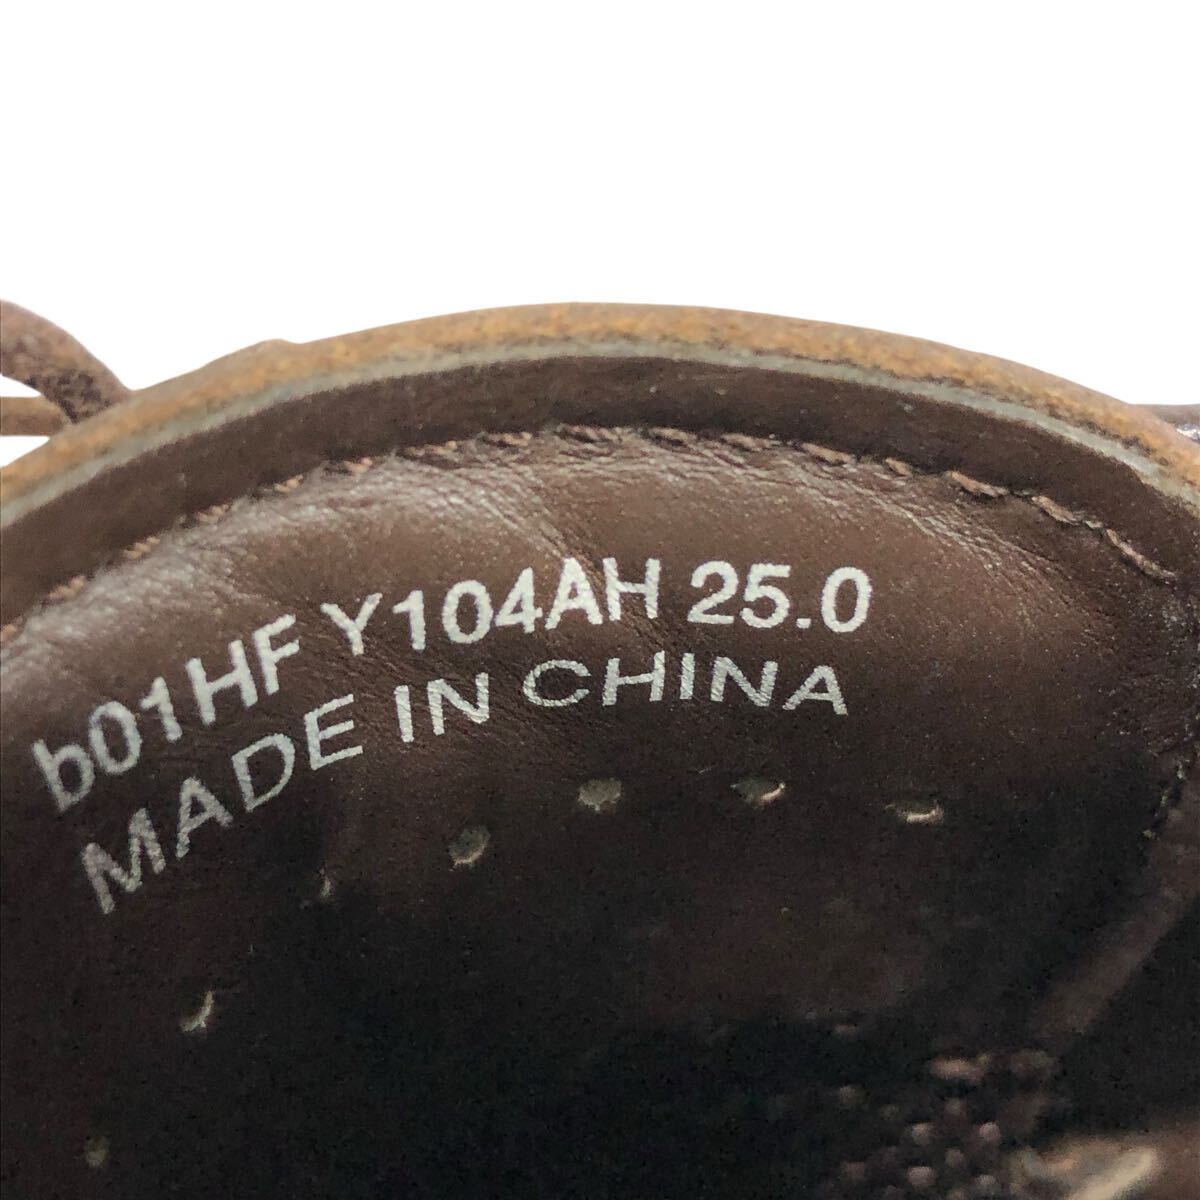 b01HF Y104AH 25.0
MADE IN CHINA